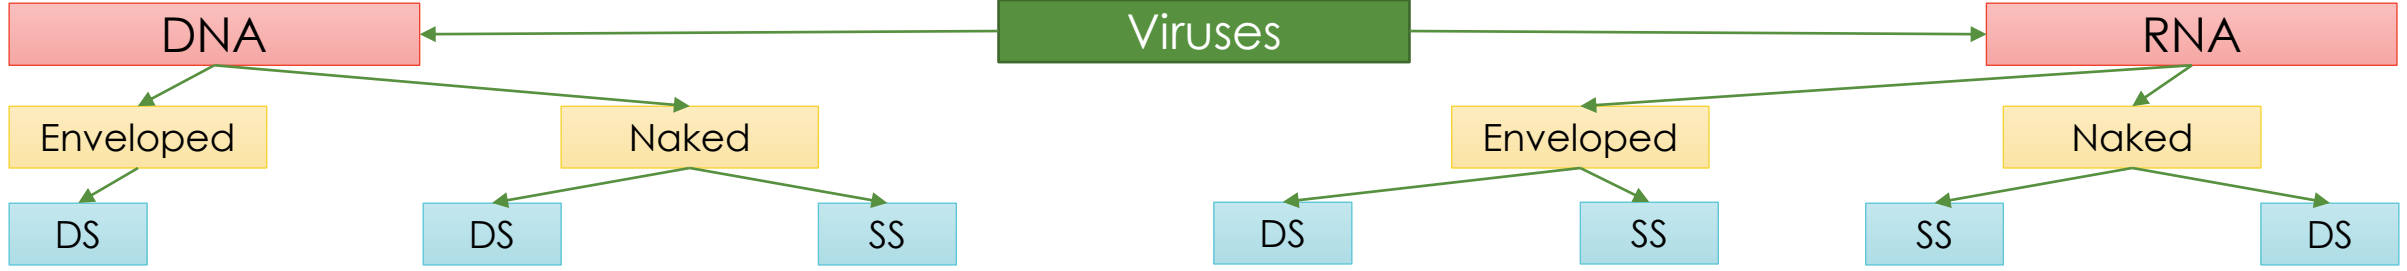 DNA
Viruses
RNA
Enveloped
Naked
Enveloped
Naked
DS
DS
SS
DS
SS
SS
DS